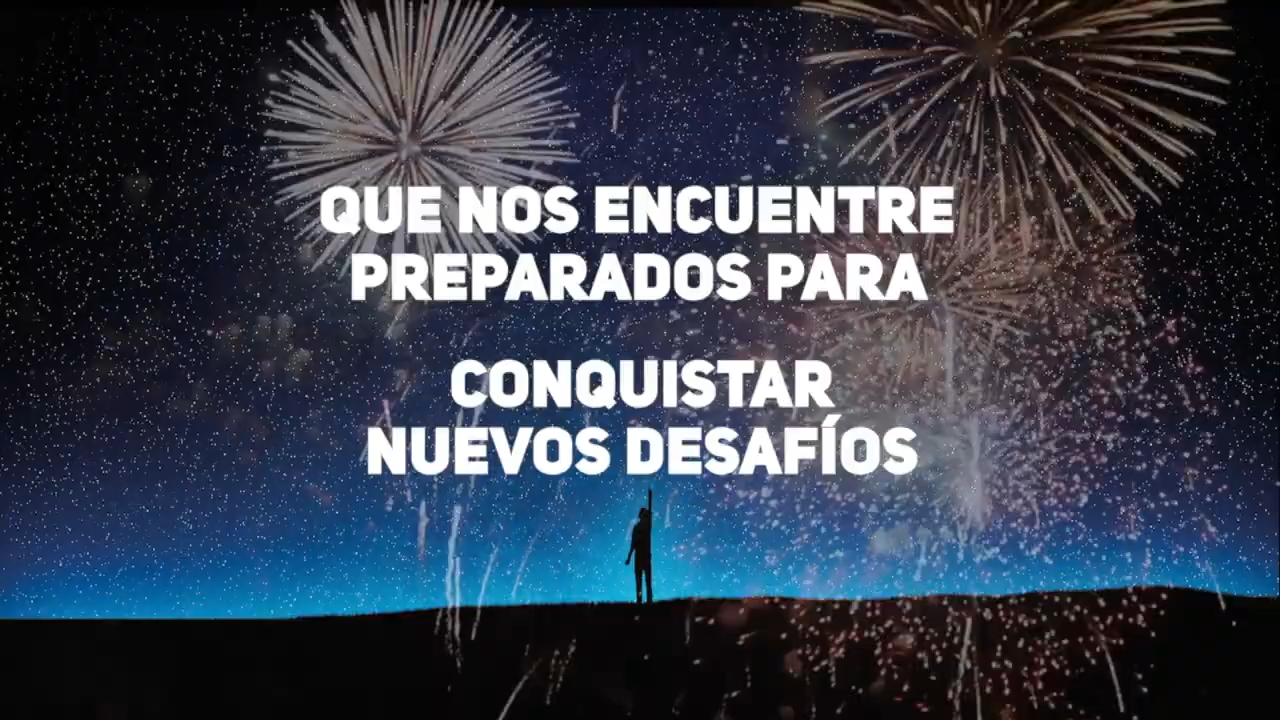 QUE NOS ENCUENTRE
PREPARADOS PARA
CONQUISTAR
NUEVOS DESAFÍOS